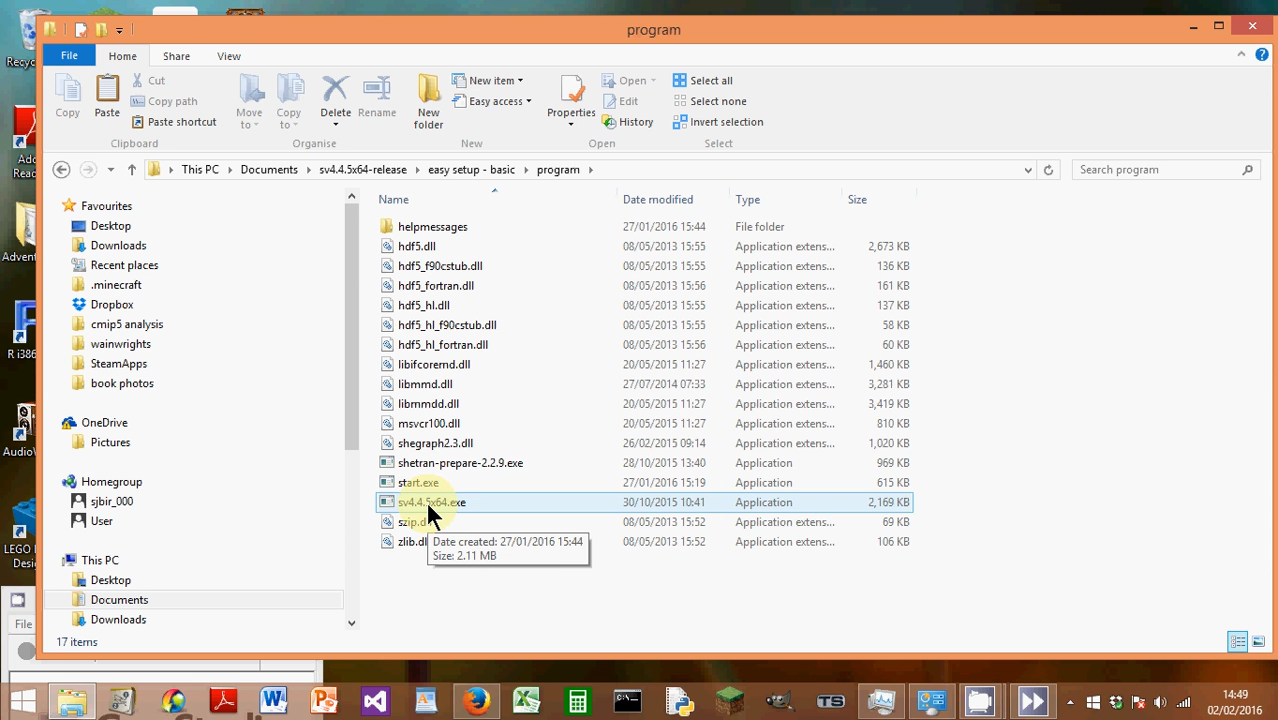 program
File Home Share View
Copy
Paste
Cut
Copy path
Paste shortcut
Clipboard
Move to
Copy to
Delete
Rename
Organise
New folder
New item
Easy access
New
Properties
Open
Edit
History
Open
Select all
Select none
Invert selection
Select
This PC Documents sv4.4.5x64-release easy setup - basic program
Search program
Favourites
Desktop
Downloads
Recent places
.minecraft
Dropbox
cmip5 analysis
wainwrights
SteamApps
book photos
OneDrive
Pictures
Homegroup
sjbir_000
User
This PC
Desktop
Documents
Downloads
Name Date modified Type Size
helpmessages 27/01/2016 15:44 File folder
hdf5.dll 08/05/2013 15:55 Application extens... 2,673 KB
hdf5_f90cstub.dll 08/05/2013 15:55 Application extens... 136 KB
hdf5_fortran.dll 08/05/2013 15:56 Application extens... 161 KB
hdf5_hl.dll 08/05/2013 15:55 Application extens... 137 KB
hdf5_hl_f90cstub.dll 08/05/2013 15:55 Application extens... 58 KB
hdf5_hl_fortran.dll 08/05/2013 15:56 Application extens... 60 KB
libifcoremd.dll 20/05/2015 11:27 Application extens... 1,460 KB
libmmd.dll 27/07/2014 07:33 Application extens... 3,281 KB
libmmdd.dll 20/05/2015 11:27 Application extens... 3,419 KB
msvcr100.dll 20/05/2015 11:27 Application extens... 810 KB
shegraph2.3.dll 26/02/2015 09:14 Application extens... 1,020 KB
shetran-prepare-2.2.9.exe 28/10/2015 13:40 Application 969 KB
start.exe 27/01/2016 15:19 Application 615 KB
sv4.4.5x64.exe 30/10/2015 10:41 Application 2,169 KB
szip.d 08/05/2013 15:52 Application extens... 69 KB
zlib.dl 08/05/2013 15:52 Application extens... 106 KB
Date created: 27/01/2016 15:44
Size: 2.11 MB
17 items
File
R i386
LEGO
14:49
02/02/2016